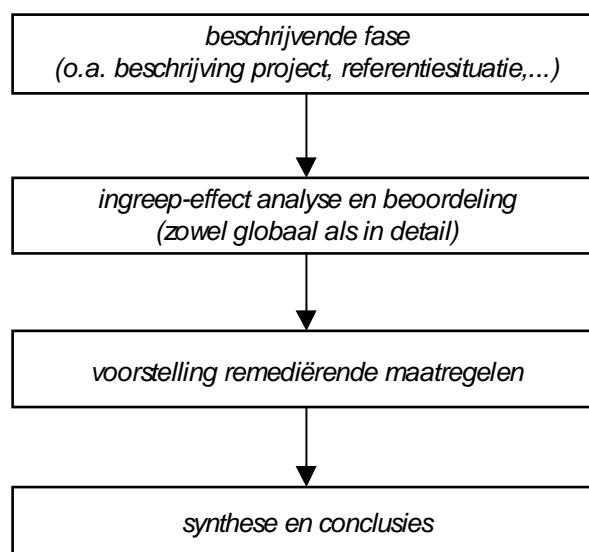 beschrijvende fase
(o.a. beschrijving project, referentiesituatie,...)
ingreep-effect analyse en beoordeling
(zowel globaal als in detail)
voorstelling remediërende maatregelen
synthese en conclusies